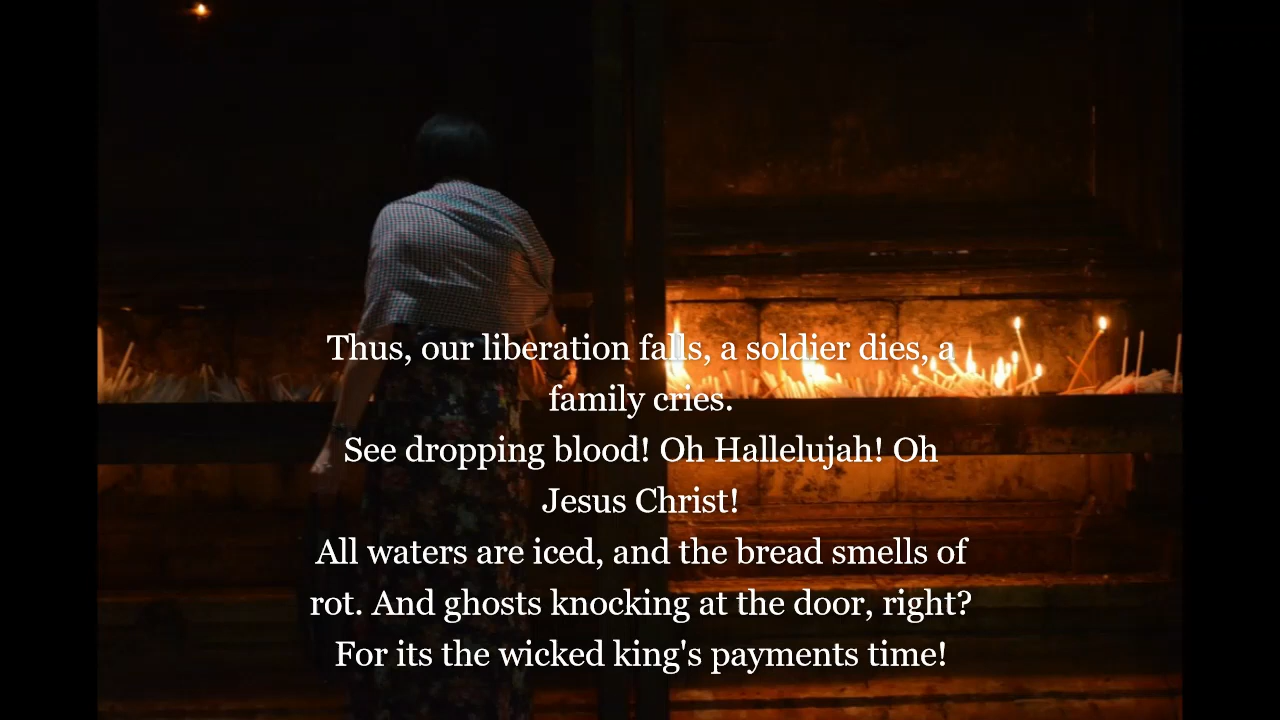 Thus, our liberation falls, a soldier dies, a
family cries.
See dropping blood! Oh Hallelujah! Oh
Jesus Christ!
All waters are iced, and the bread smells of
rot. And ghosts knocking at the door, right?
For its the wicked king's payments time!